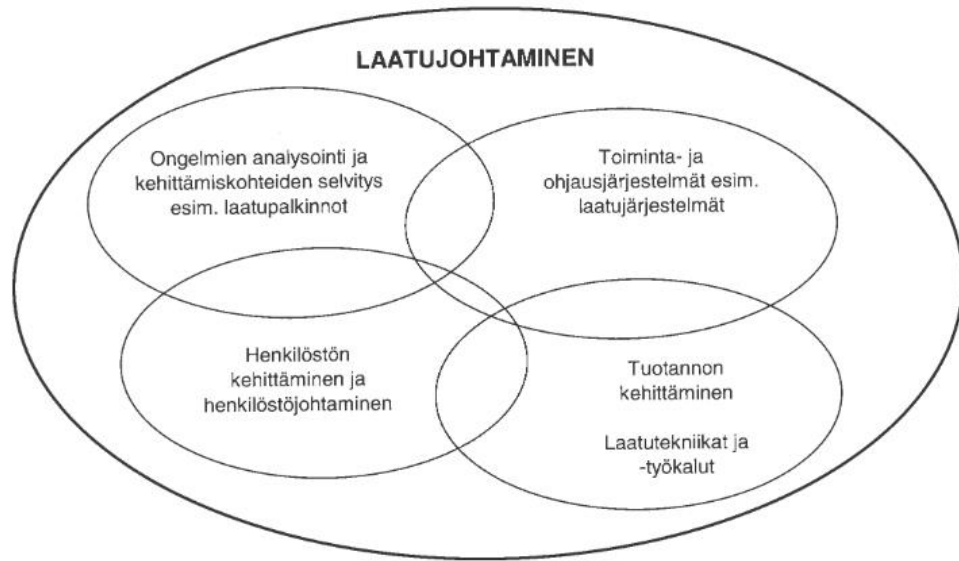 LAATUJOHTAMINEN
Ongelmien analysointi ja
kehittämiskohteiden selvitys
esim. laatupalkinnot
Toiminta- ja
ohjausjärjestelmät esim.
laatujärjestelmät
Henkilöstön
kehittäminen ja
henkilöstöjohtaminen
Tuotannon
kehittäminen
Laatutekniikat ja
-työkalut